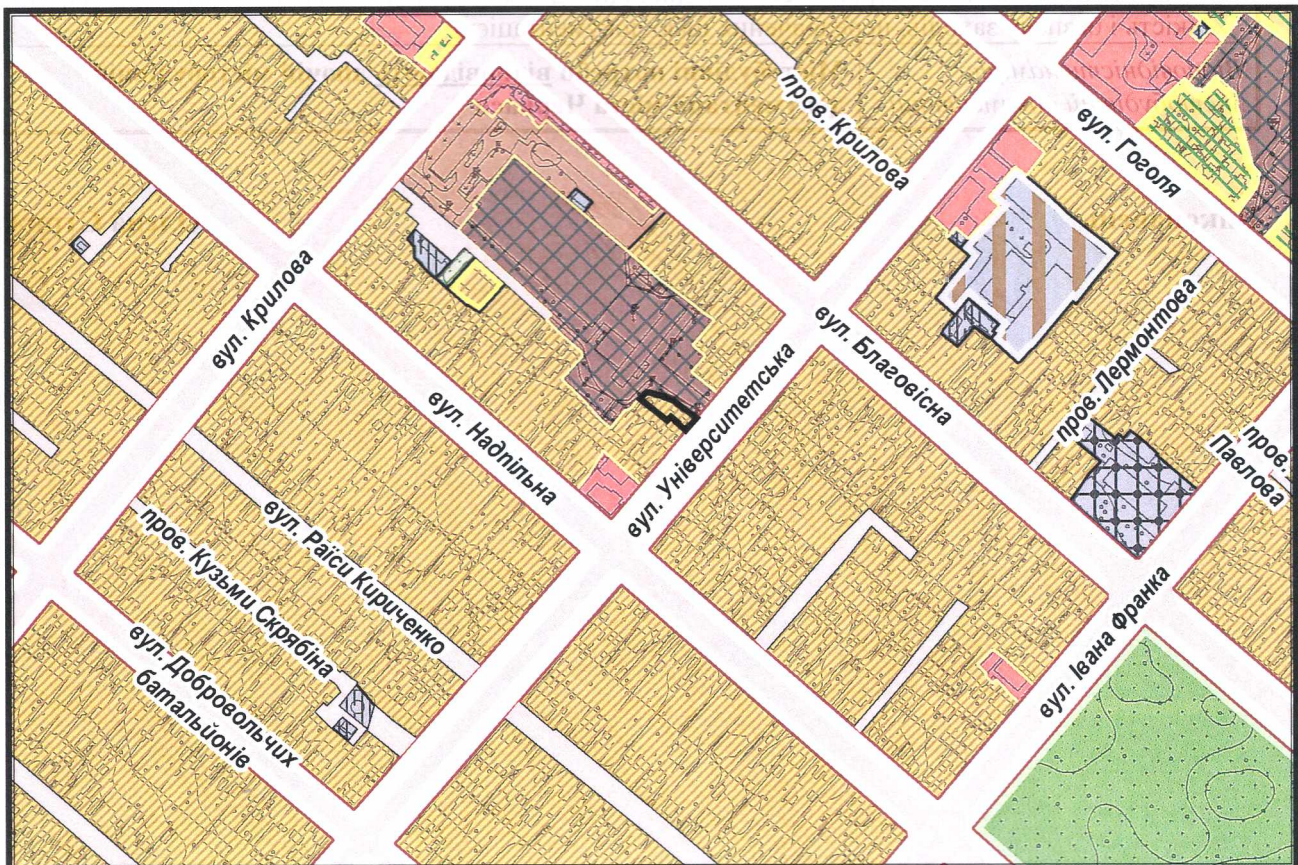 пров. Крилова
вул. Гоголя
вул. Крилова
вул. Благовісна
пров. Лермонтова
вул. Надпільна
вул. Університетська
пров.
Павлова
вул. Раїси Кириченко
пров. Кузьми Скрябіна
вул. Добровольчих
батальйонів
вул. Івана Франка